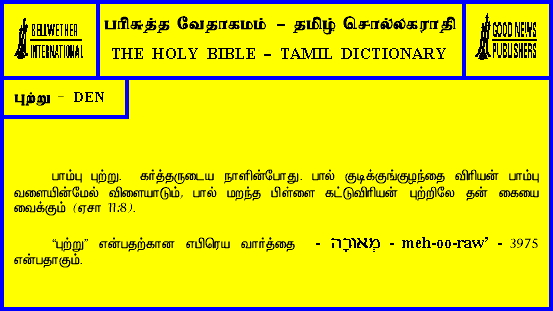 BELLWETHER
INTERNATIONAL
பரிசுத்த வேதாகமம் – தமிழ் சொல்லகராதி
THE HOLY BIBLE – TAMIL DICTIONARY
GOOD NEWS
PUBLISHERS
புற்று – DEN
பாம்பு புற்று. கர்த்தருடைய நாளின்போது. பால் குடிக்குங்குழந்தை விரியன் பாம்பு
வளையின்மேல் விளையாடும், பால் மறந்த பிள்ளை கட்டுவிரியன் புற்றிலே தன் கையை
வைக்கும் (ஏசா 11:8).
“புற்று” என்பதற்கான எபிரெய வார்த்தை - מְאוּרָה - meh-oo-raw’ - 3975
என்பதாகும்.